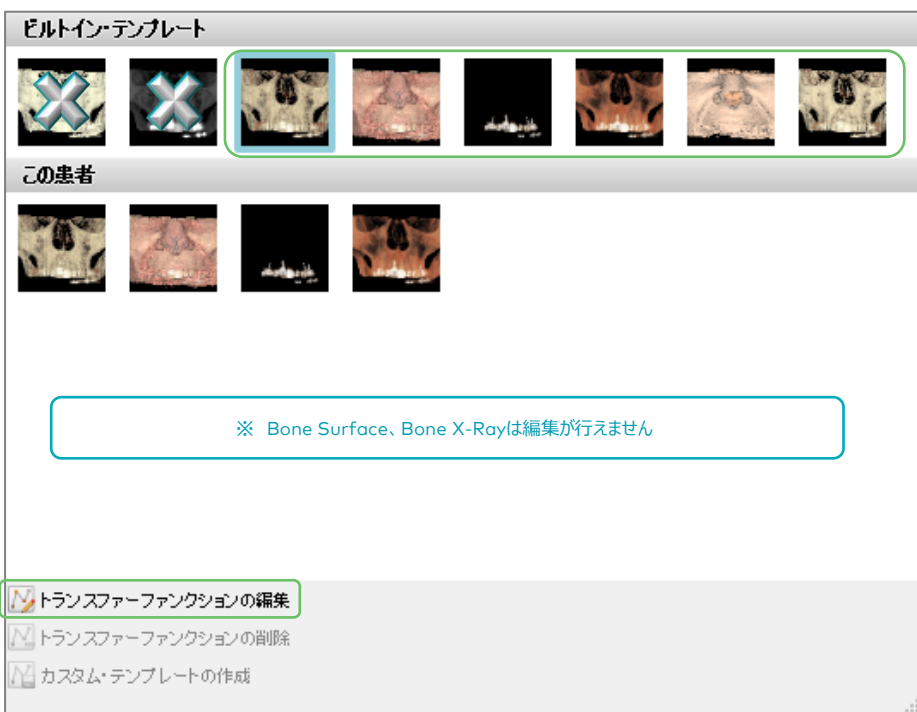 ビルトイン・テンプレート
この患者
※ Bone Surface、Bone X-Rayは編集が行えません
トランスファーファンクションの編集
トランスファーファンクションの削除
カスタム・テンプレートの作成